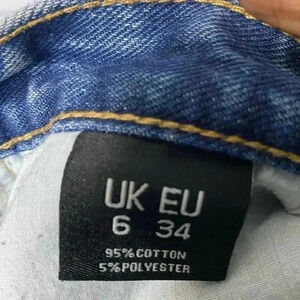 UK EU
6 34
95% COTTON
5% POLYESTER